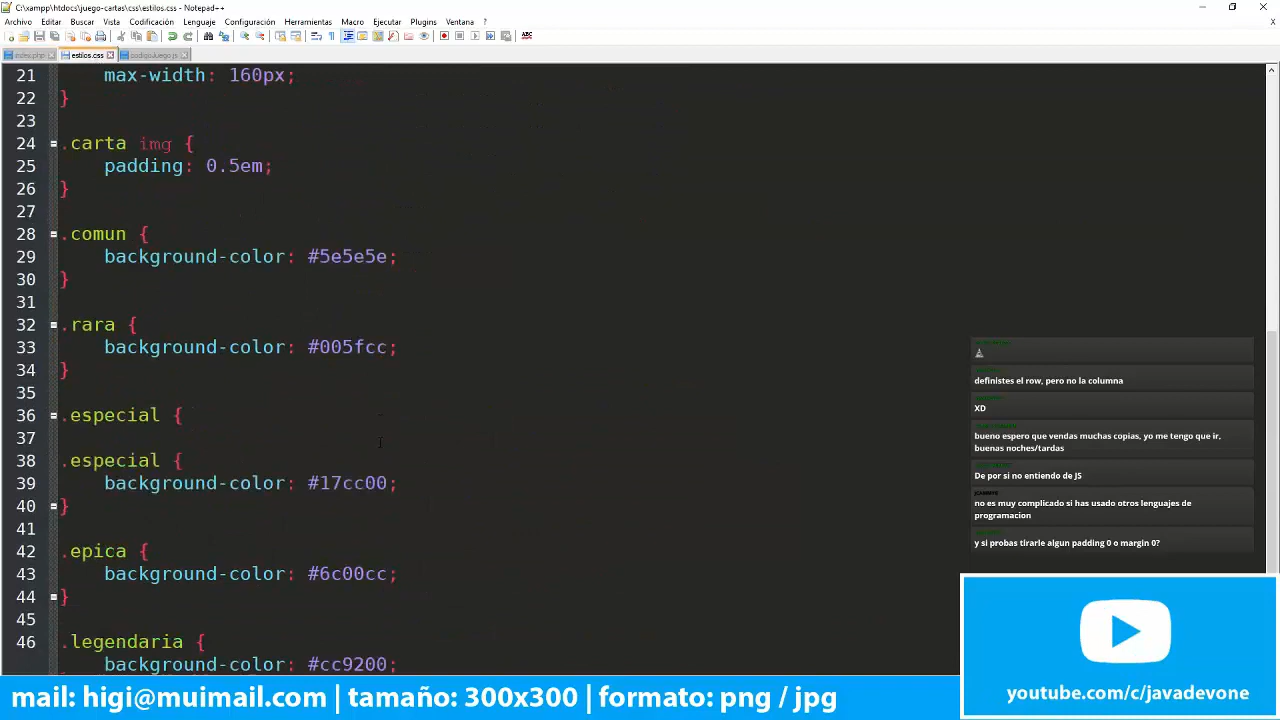 C:\xampp\htdocs\juego-cartas\css\estilos.css - Notepad++
Archivo Editar Buscar Vista Codificación Lenguaje Configuración Herramientas Macro Ejecutar Plugins Ventana ?
index.php estilos.css codigoJuego.js
21 max-width: 160px;
22 }
23
24 .carta img {
25 padding: 0.5em;
26 }
27
28 .comun {
29 background-color: #5e5e5e;
30 }
31
32 .rara {
33 background-color: #005fcc;
34 }
35
36 .especial {
37
38 .especial {
39 background-color: #17cc00;
40 }
41
42 .epica {
43 background-color: #6c00cc;
44 }
45
46 .legendaria {
background-color: #cc9200;
definistes el row, pero no la columna
XD
bueno espero que vendas muchas copias, yo me tengo que ir,
buenas noches/tardas
De por si no entiendo de JS
no es muy complicado si has usado otros lenguajes de
programacion
y si probas tirarle algun padding 0 o margin 0?
youtube.com/c/javadevone
mail: higi@muimail.com | tamaño: 300x300 | formato: png / jpg